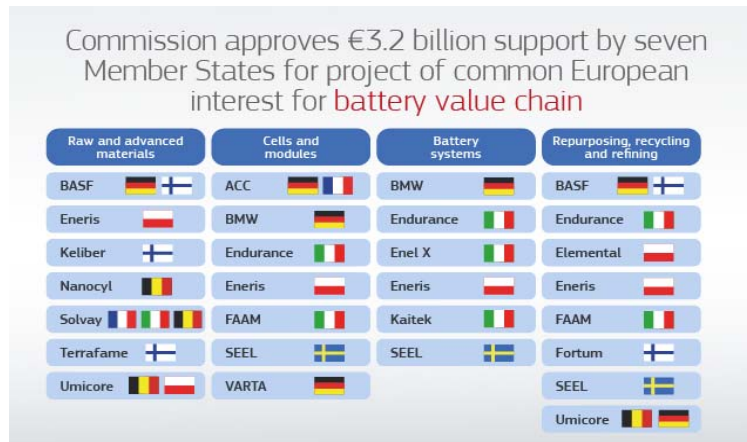 Commission approves €3.2 billion support by seven
Member States for project of common European
interest for battery value chain
Raw and advanced
materials
BASF
Eneris
Keliber
Nanocyl
Solvay
Terrafame
Umicore
Cells and
modules
ACC
BMW
Endurance
Eneris
FAAM
SEEL
VARTA
Battery
systems
BMW
Endurance
Enel X
Eneris
Kaitek
SEEL
Repurposing, recycling
and refining
BASF
Endurance
Elemental
Eneris
FAAM
Fortum
SEEL
Umicore